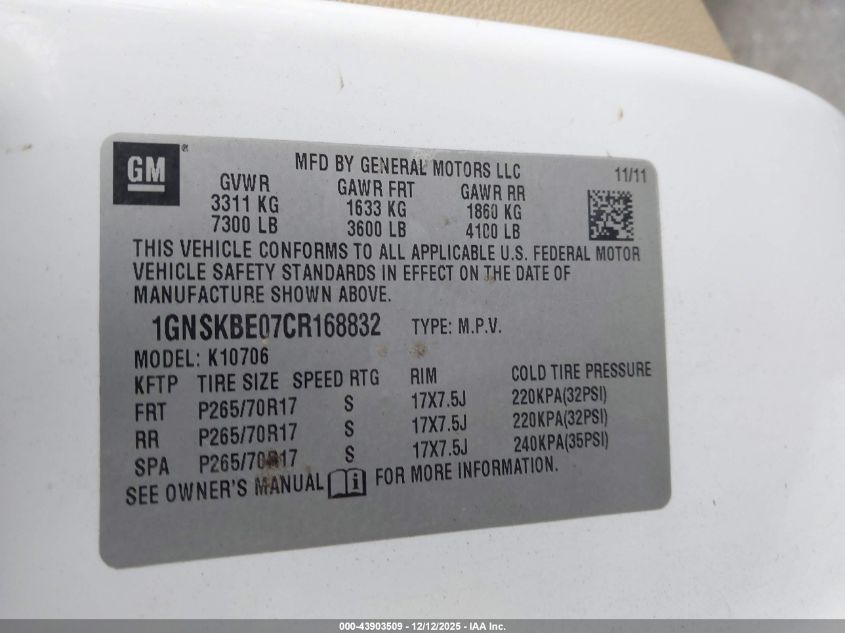 GM
MFD BY GENERAL MOTORS LLC
11/11
GVWR GAWR FRT GAWR RR
3311 KG 1633 KG 1860 KG
7300 LB 3600 LB 4100 LB
THIS VEHICLE CONFORMS TO ALL APPLICABLE U.S. FEDERAL MOTOR
VEHICLE SAFETY STANDARDS IN EFFECT ON THE DATE OF
MANUFACTURE SHOWN ABOVE.
1GNSKBE07CR168832 TYPE: M.P.V.
MODEL: K10706
KFTP TIRE SIZE SPEED RTG RIM COLD TIRE PRESSURE
FRT P265/70R17 S 17X7.5J 220KPA(32PSI)
RR P265/70R17 S 17X7.5J 220KPA(32PSI)
SPA P265/70R17 S 17X7.5J 240KPA(35PSI)
SEE OWNER'S MANUAL FOR MORE INFORMATION.
000-43903509 - 12/12/2025 - IAA Inc.